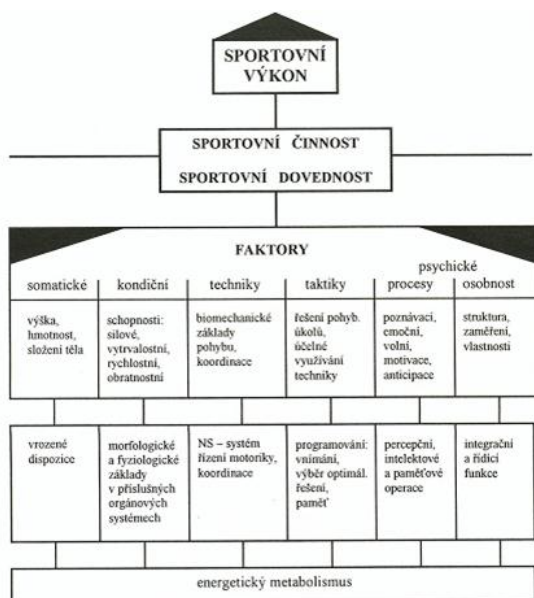 SPORTOVNÍ
VÝKON
SPORTOVNÍ ČINNOST
SPORTOVNÍ DOVEDNOST
FAKTORY
psychické
somatické
kondiční
techniky
taktiky
procesy
osobnost
výška,
hmotnost,
složení těla
schopnosti:
silové,
vytrvalostní,
rychlostní,
obratnostní
biomechanické
základy
pohybu,
koordinace
řešení pohyb.
úkolů,
účelné
využívání
techniky
poznávací,
emoční,
volní,
motivace,
anticipace
struktura,
zaměření,
vlastnosti
vrozené
dispozice
morfologické
a fyziologické
základy
v příslušných
orgánových
systémech
NS – systém
řízení motoriky,
koordinace
programování:
vnímání,
výběr optimál.
řešení,
paměť
percepční,
intelektové
a paměťové
operace
integrační
a řídící
funkce
energetický metabolismus